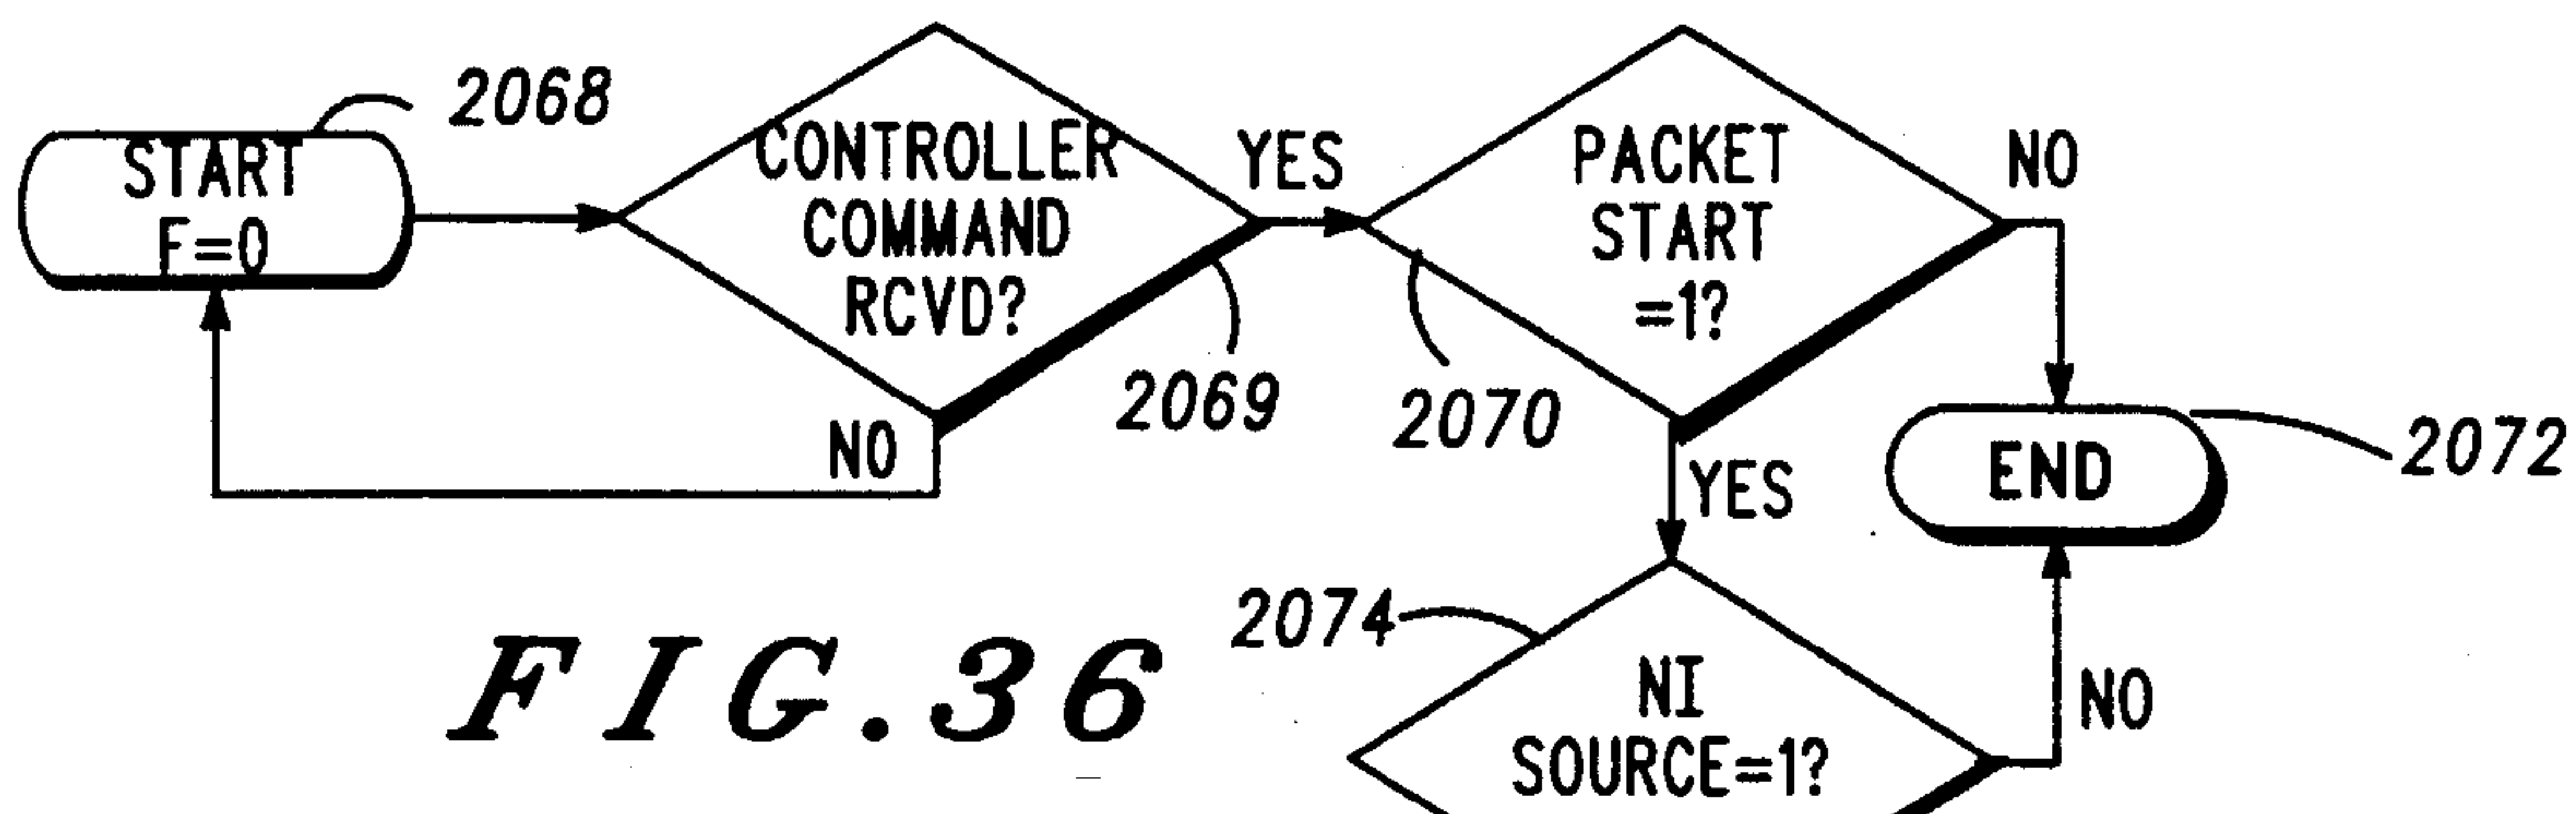 2068
START
F=0
CONTROLLER
COMMAND
RCVD?
YES
NO
2069
PACKET
START
=1?
NO
2070
YES
END
2072
2074
NI
SOURCE=1?
NO
FIG.36